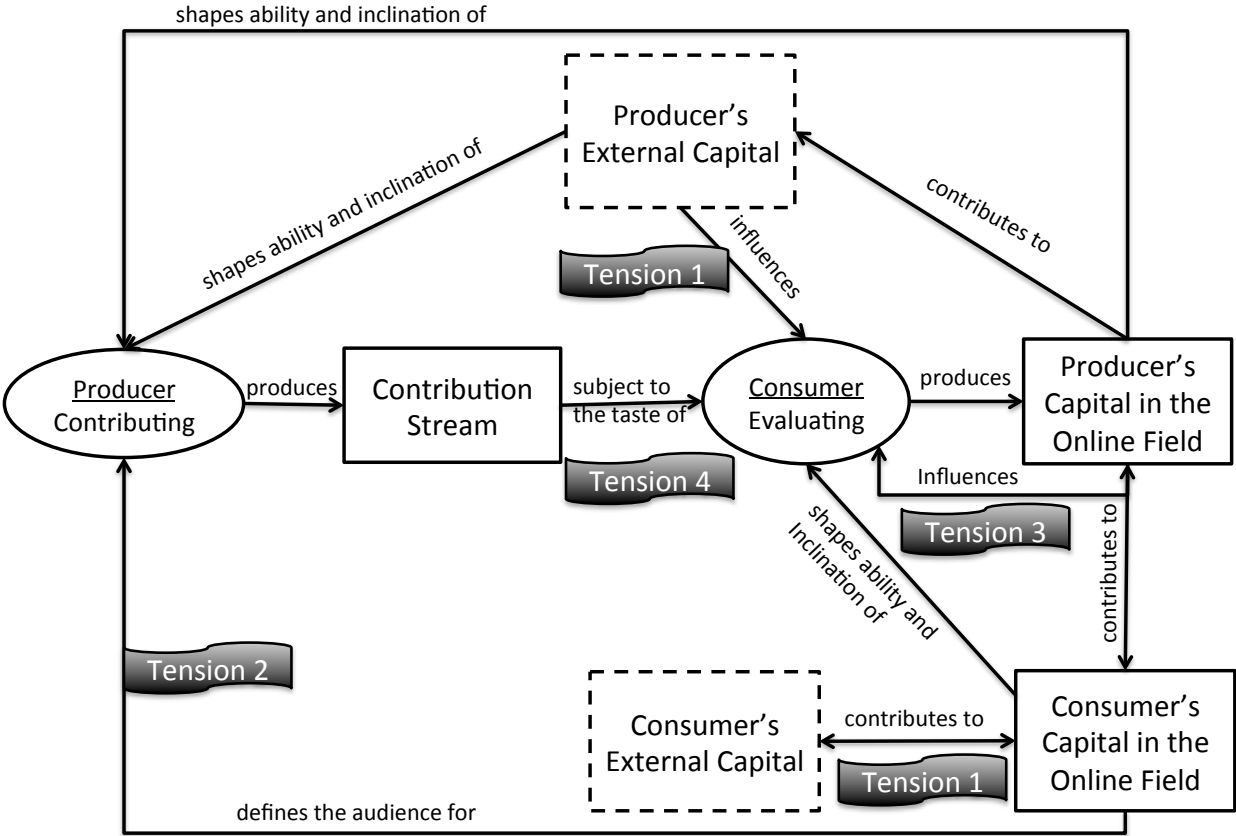 shapes ability and inclination of
Producer's
External Capital
shapes ability and inclination of
contributes to
influences
Tension 1
Producer
Contributing
produces
Contribution
Stream
subject to
the taste of
Consumer
Evaluating
produces
Producer's
Capital in the
Online Field
Tension 4
Influences
Tension 3
shapes ability and
Inclination of
contributes to
Tension 2
Consumer's
External Capital
contributes to
Tension 1
Consumer's
Capital in the
Online Field
defines the audience for